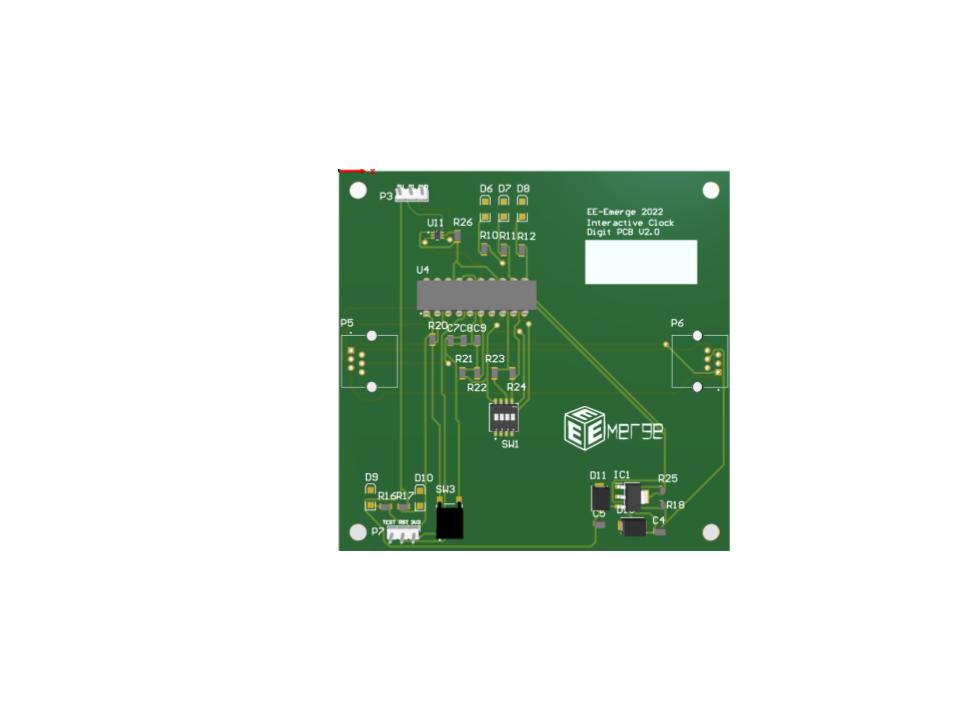 x
P3
D6 D7 D8
EE-Emerge 2022
Interactive Clock
Digit PCB V2.0
U11 R26
R10 R11 R12
U4
P5
R20 C7 C8 C9
P6
R21 R23
R22 R24
SW1
EEE merge
D9 D10
R16 R17 SW3
D11 IC1 R25
R18
C4
TEST RST 3V3
P7